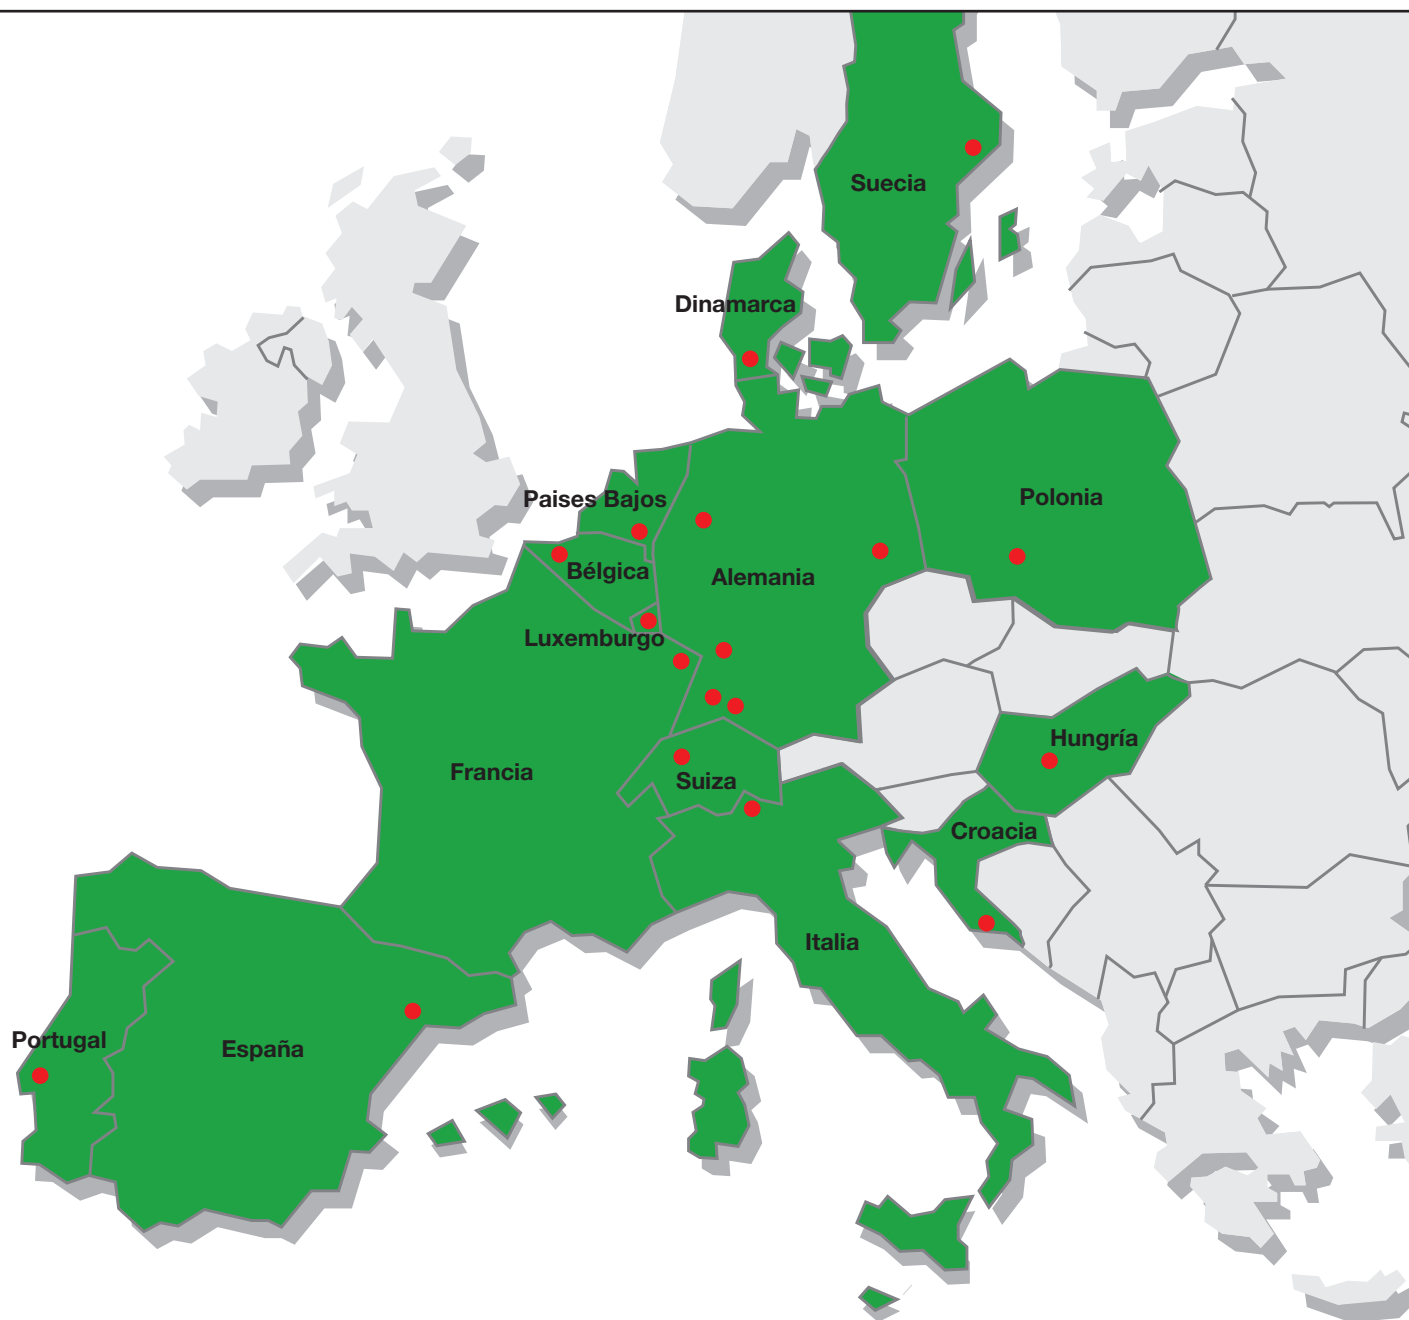 Suecia
Dinamarca
Paises Bajos
Polonia
Bélgica
Alemania
Luxemburgo
Hungría
Francia
Suiza
Croacia
Italia
Portugal
España